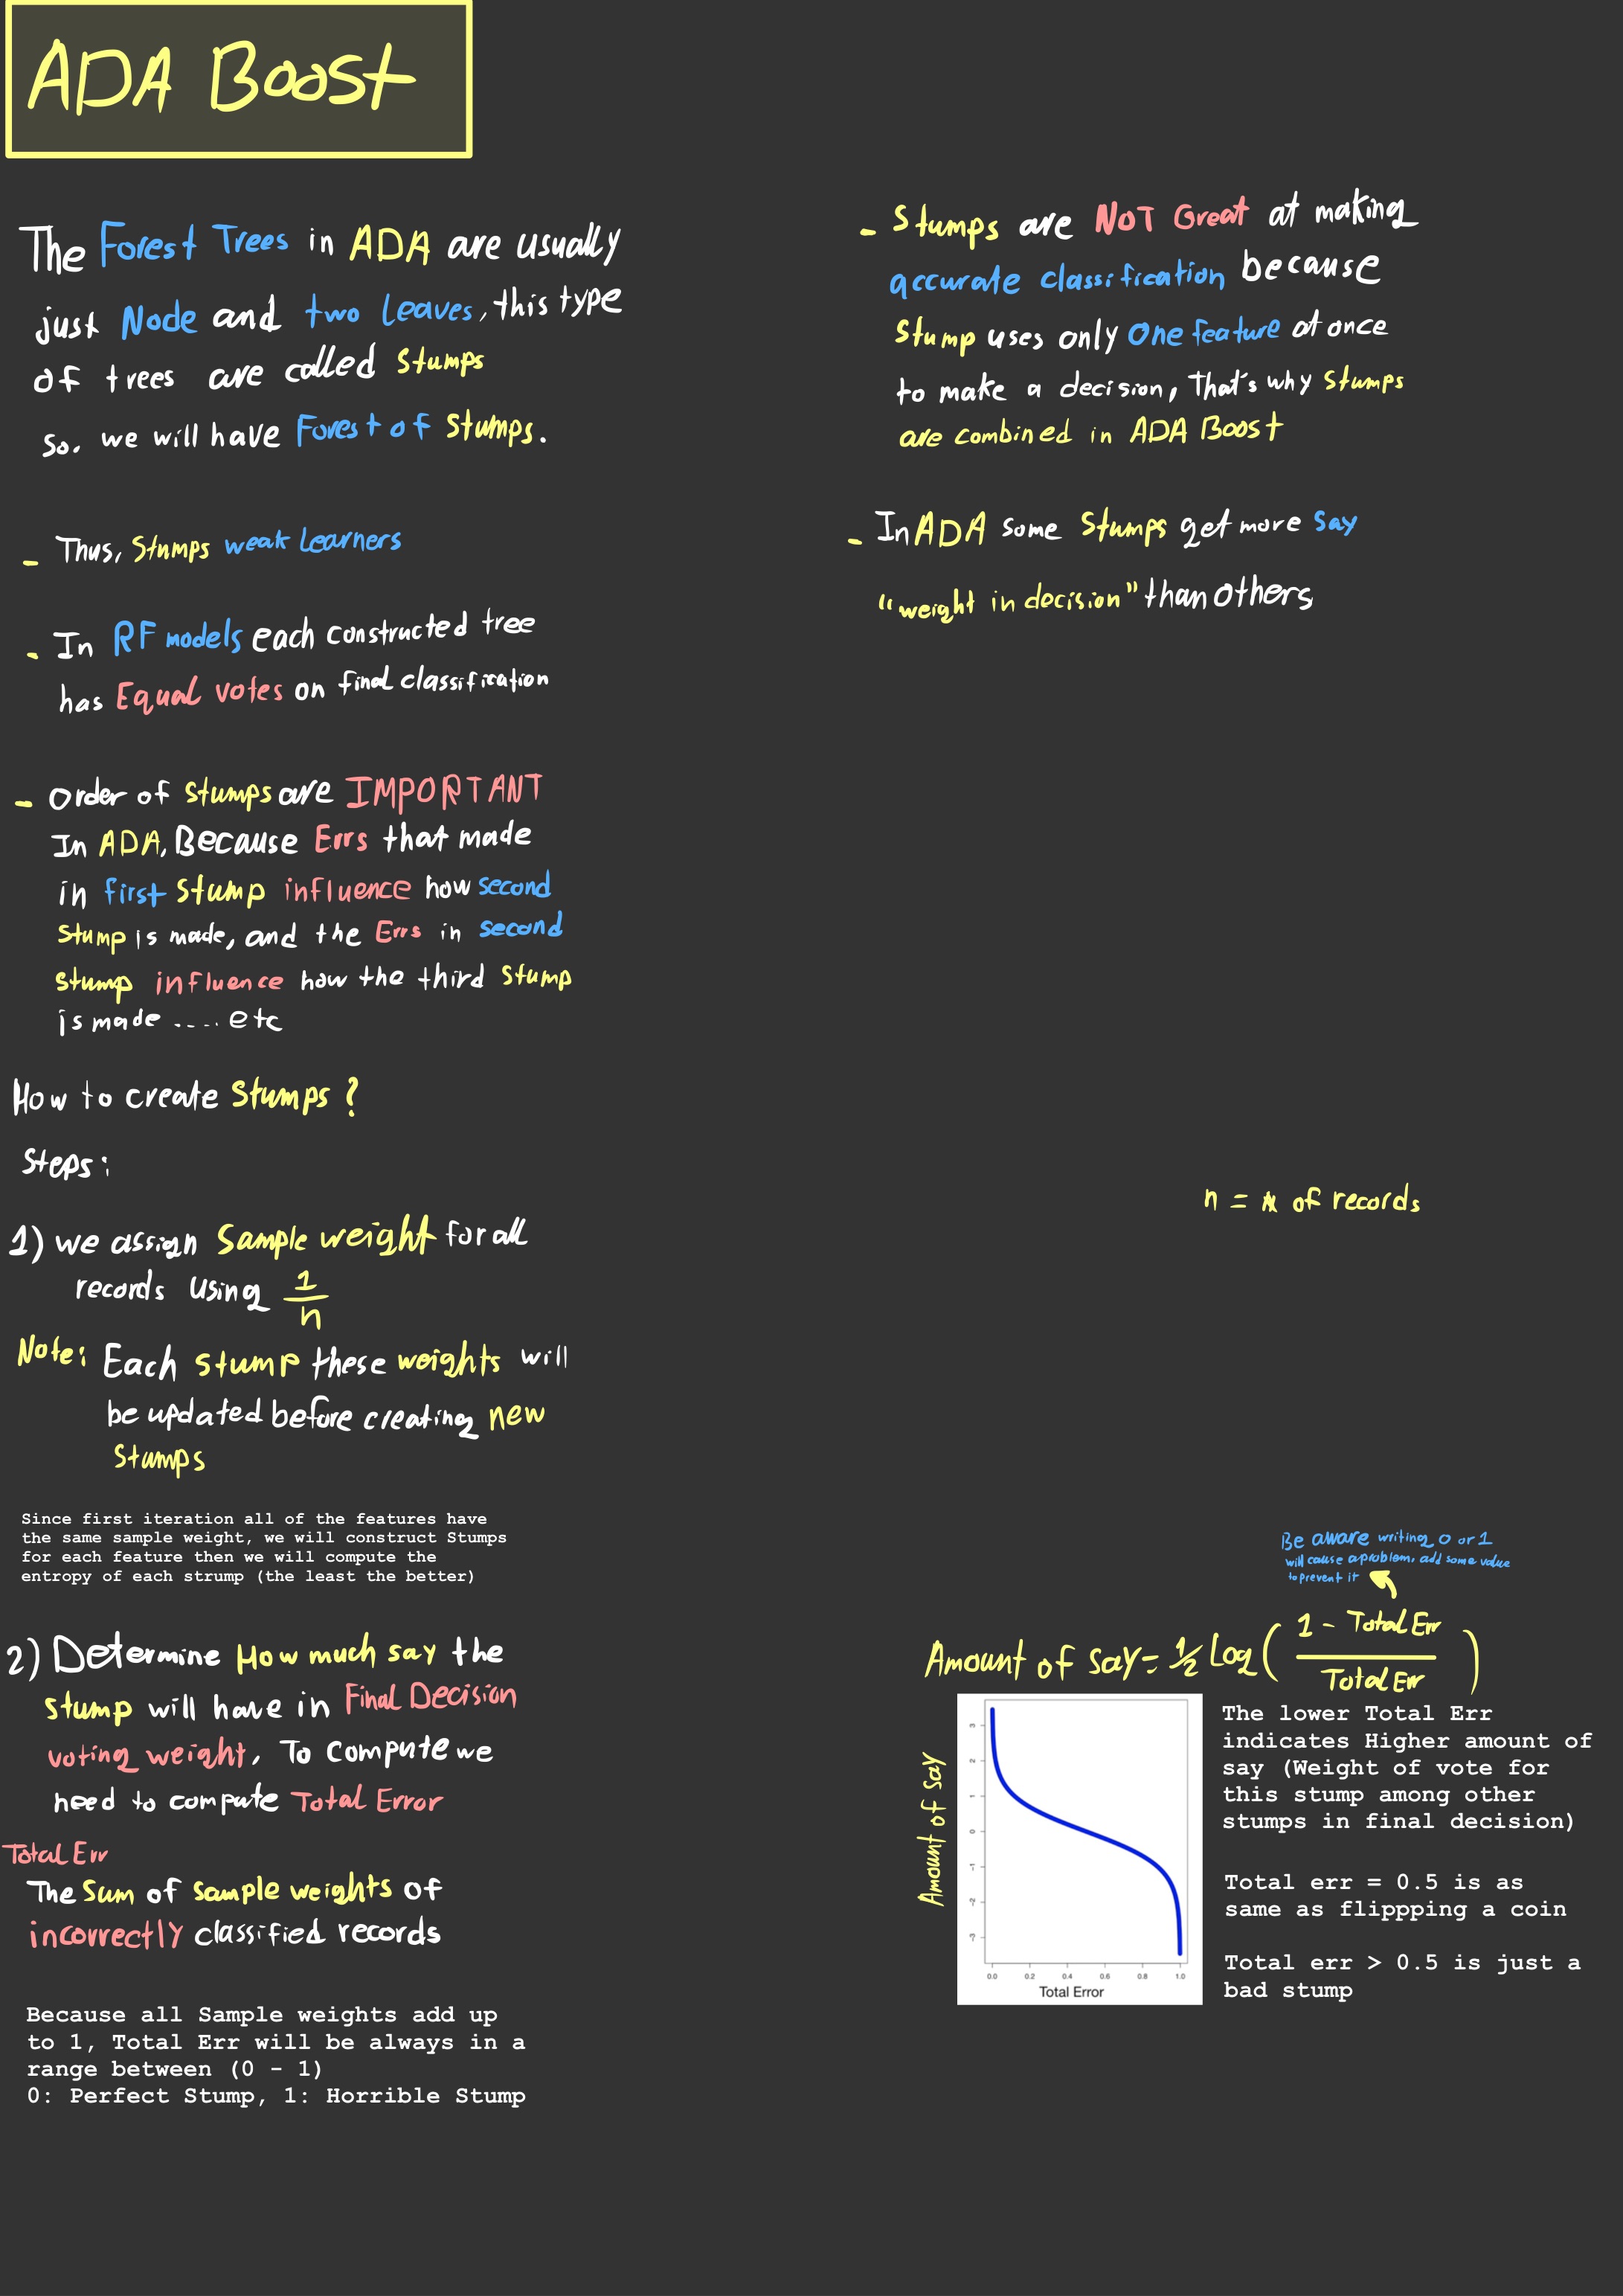 ADA Boost
The Forest Trees in ADA are usually
just Node and two leaves, this type
of trees are called Stumps
So. we will have Forest of Stumps.
- Stumps are NOT Great at making
accurate classification because
Stump uses only one feature at once
to make a decision, That's why Stumps
are combined in ADA Boost
- Thus, Stumps weak learners
- In ADA some Stumps get more Say
"weight in decision" than others
- In RF models each constructed tree
has Equal votes on final classification
- Order of stumps are IMPORTANT
In ADA, Because Errs that made
in first stump influence how second
Stump is made, and the Errs in second
stump influence how the third Stump
is made ..... etc
How to create Stumps?
Steps:
1) we assign Sample weight for all
records using 1/n
n = # of records
Note: Each stump these weights will
be updated before creating new
Stamps
Since first iteration all of the features have
the same sample weight, we will construct Stumps
for each feature then we will compute the
entropy of each strump (the least the better)
2) Determine How much say the
stump will have in Final Decision
voting weight, To compute we
need to compute Total Error
Total Err
The Sum of sample weights of
incorrectly classified records
Because all Sample weights add up
to 1, Total Err will be always in a
range between (0 - 1)
0: Perfect Stump, 1: Horrible Stump
Be aware writing 0 or 1
will cause a problem, add some value
to prevent it
Amount of say = 1/2 Log( 1 - Total Err / Total Err )
Amount of say
3
2
1
0
-1
-2
-3
0.0 0.2 0.4 0.6 0.8 1.0
Total Error
The lower Total Err
indicates Higher amount of
say (Weight of vote for
this stump among other
stumps in final decision)
Total err = 0.5 is as
same as flippping a coin
Total err > 0.5 is just a
bad stump